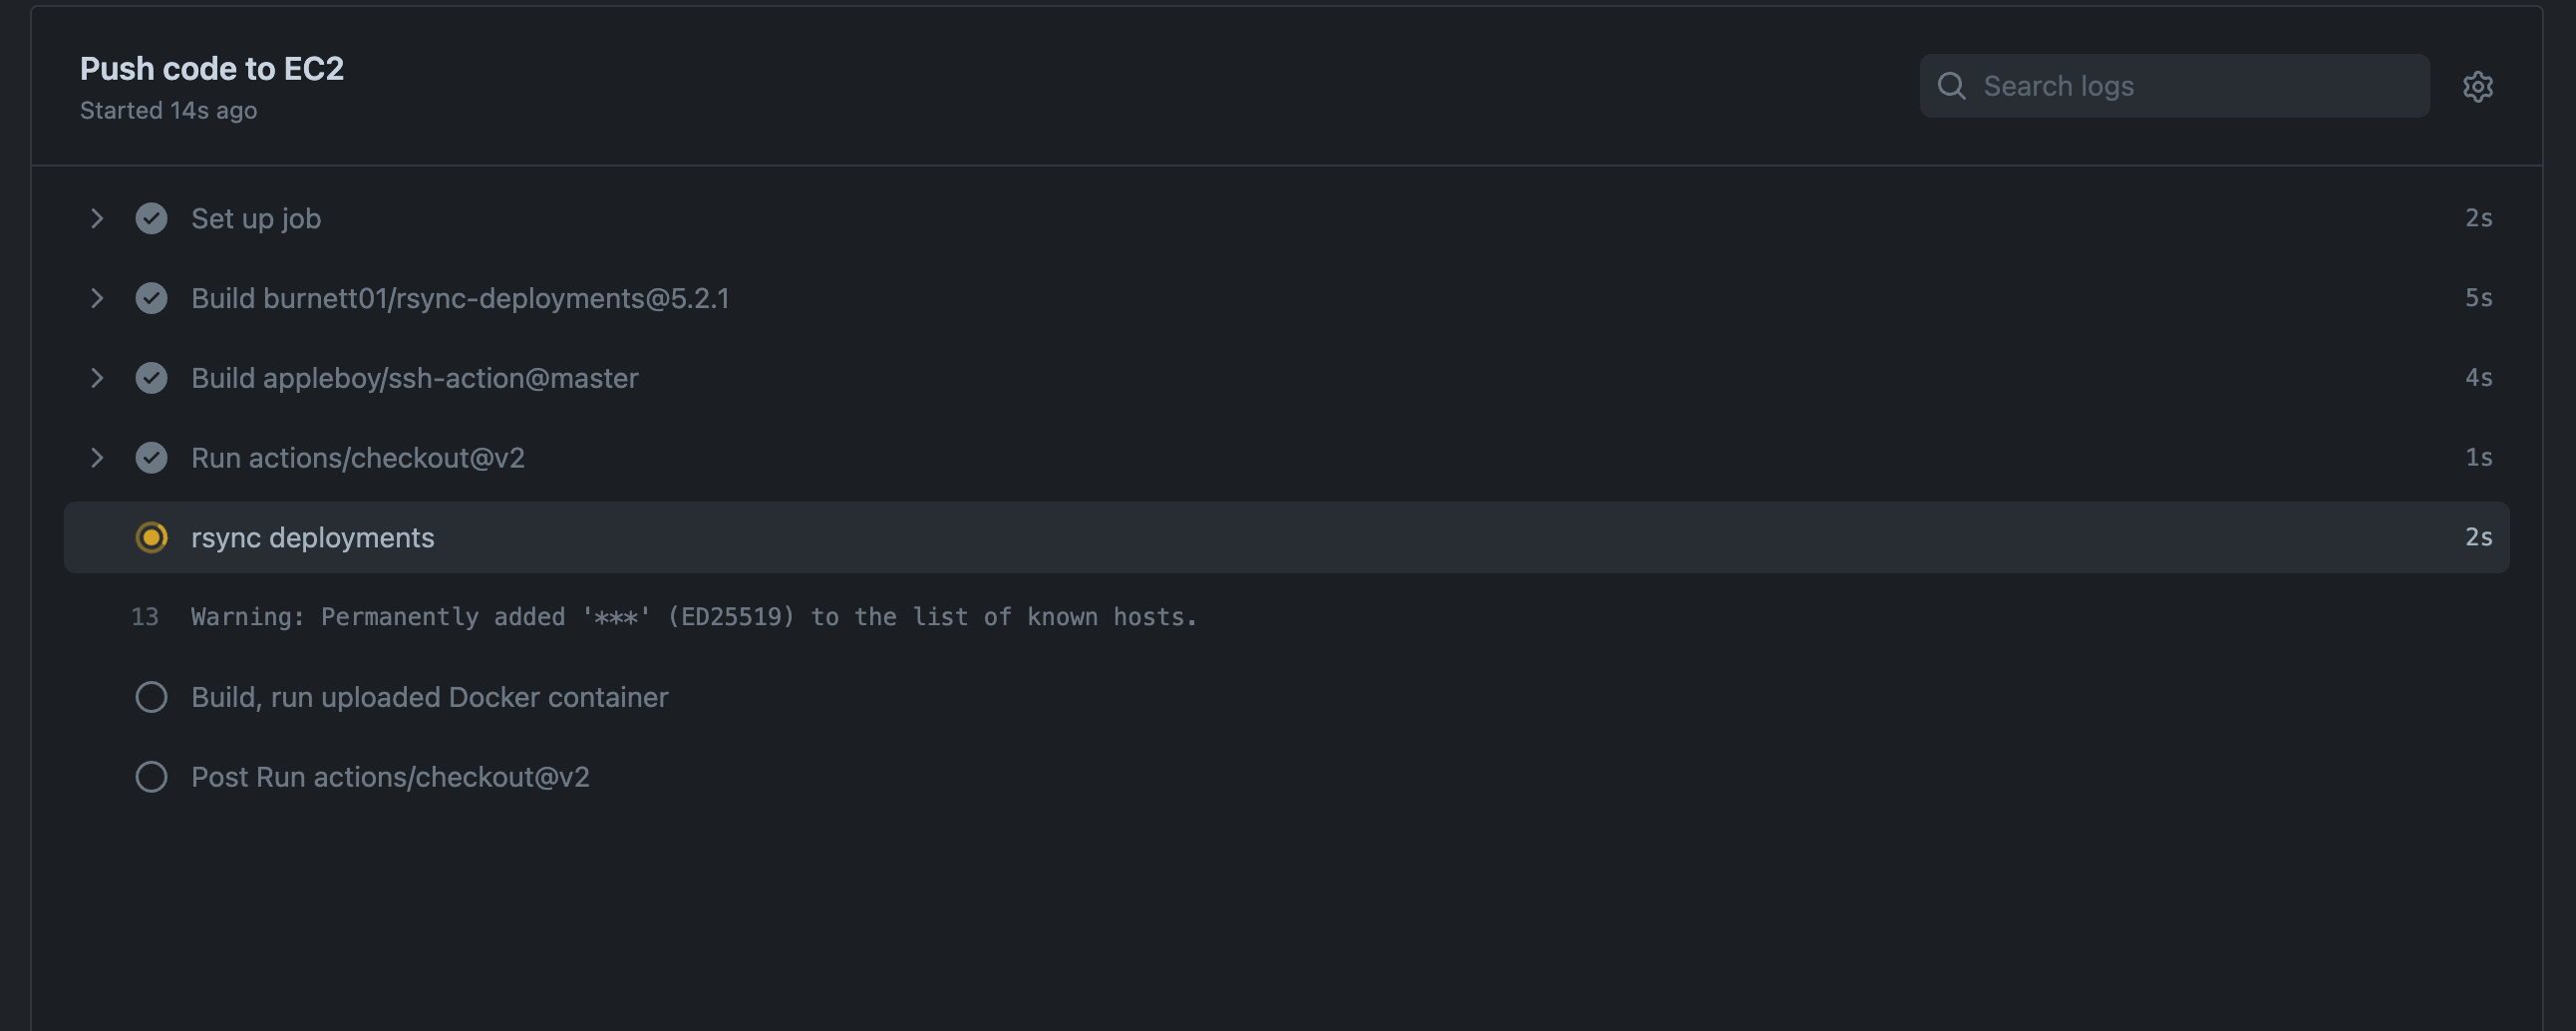 Push code to EC2
Started 14s ago
Search logs
Set up job 2s
Build burnett01/rsync-deployments@5.2.1 5s
Build appleboy/ssh-action@master 4s
Run actions/checkout@v2 1s
rsync deployments 2s
13 Warning: Permanently added '***' (ED25519) to the list of known hosts.
Build, run uploaded Docker container
Post Run actions/checkout@v2